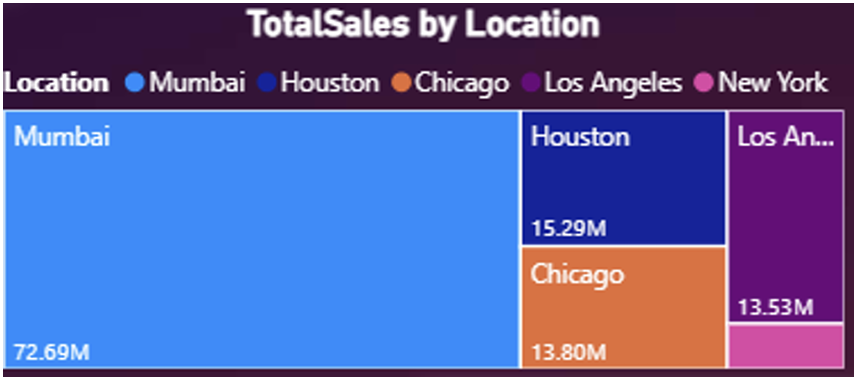 TotalSales by Location
Location Mumbai Houston Chicago Los Angeles New York
Mumbai
72.69M
Houston
15.29M
Chicago
13.80M
Los An...
13.53M